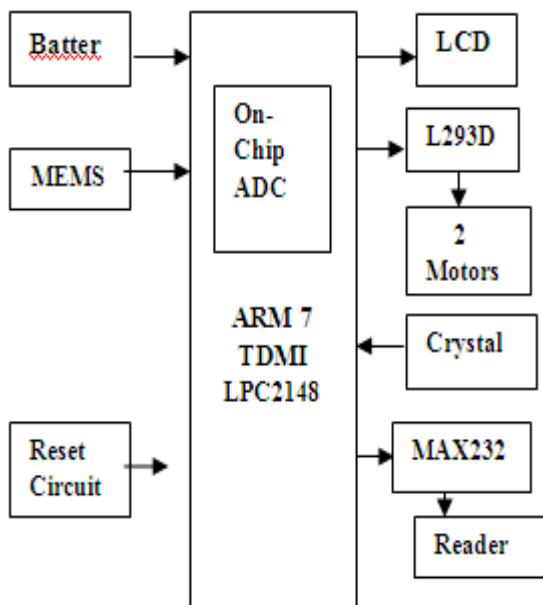 Batter
MEMS
Reset
Circuit
On-
Chip
ADC
ARM 7
TDMI
LPC2148
LCD
L293D
2
Motors
Crystal
MAX232
Reader